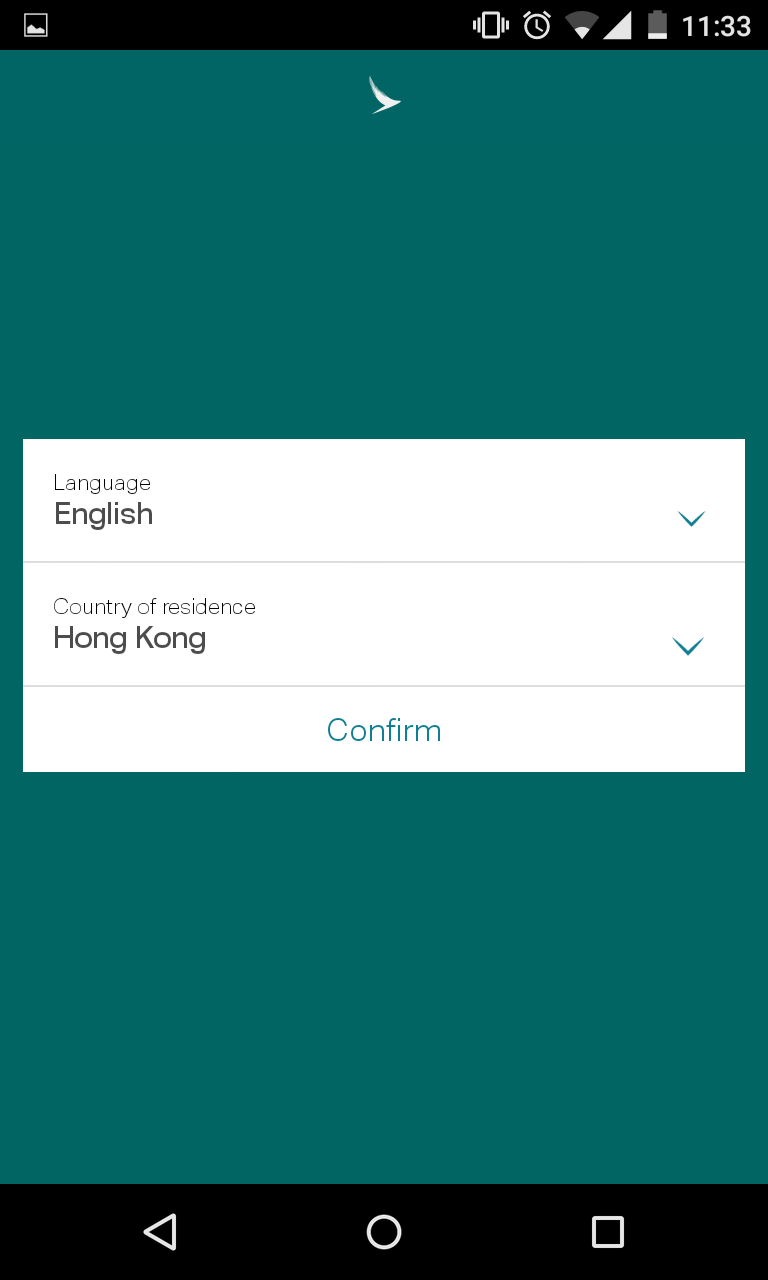 11:33
Language
English
Country of residence
Hong Kong
Confirm